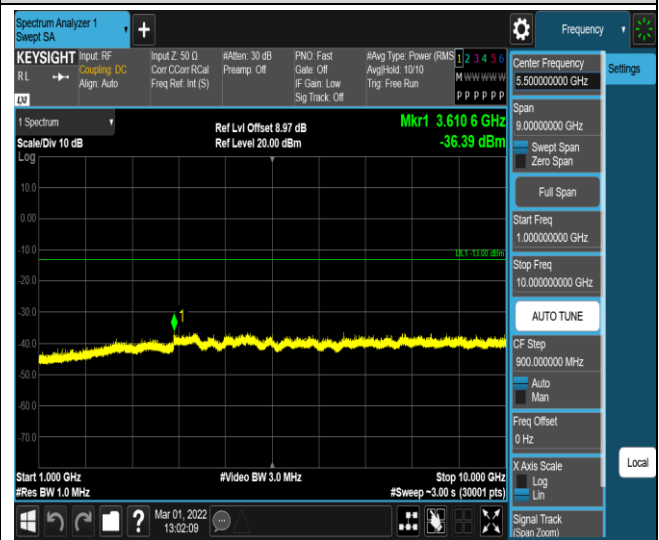 Spectrum Analyzer 1
Swept SA
Frequency
KEYSIGHT
RL
LNI
Input: RF
Coupling: DC
Align: Auto
Input Z: 50 Ω
Corr CCorr RCal
Freq Ref: Int (S)
#Atten: 30 dB
Preamp: Off
PNO: Fast
Gate: Off
IF Gain: Low
Sig Track: Off
#Avg Type: Power (RMS
Avg|Hold: 10/10
Trig: Free Run
1 2 3 4 5 6
M W W W W W
P P P P P P
1 Spectrum
Scale/Div 10 dB
Log
Ref Lvl Offset 8.97 dB
Ref Level 20.00 dBm
Mkr1 3.610 6 GHz
-36.39 dBm
10.0
0.00
-10.0
DL1 -13.00 dBm
-20.0
-30.0
1
-40.0
-50.0
-60.0
-70.0
Start 1.000 GHz
#Res BW 1.0 MHz
#Video BW 3.0 MHz
Stop 10.000 GHz
#Sweep ~3.00 s (30001 pts)
Mar 01, 2022
13:02:09
Center Frequency
5.500000000 GHz
Span
9.00000000 GHz
Swept Span
Zero Span
Full Span
Start Freq
1.000000000 GHz
Stop Freq
10.000000000 GHz
AUTO TUNE
CF Step
900.000000 MHz
Auto
Man
Freq Offset
0 Hz
X Axis Scale
Log
Lin
Signal Track
(Span Zoom)
Settings
Local